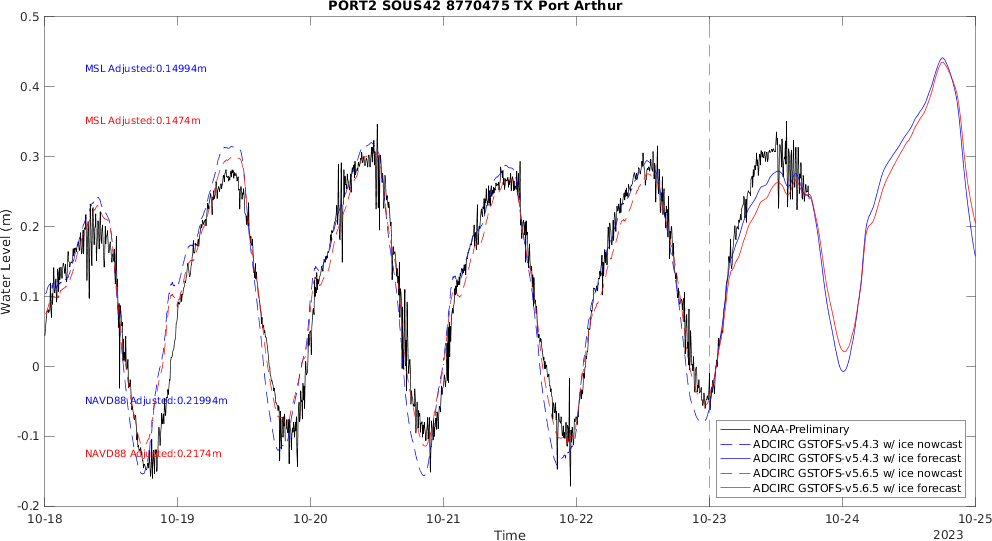 PORT2 SOUS42 8770475 TX Port Arthur
0.5
MSL Adjusted:0.14994m
0.4
MSL Adjusted:0.1474m
0.3
0.2
Water Level (m)
0.1
0
NAVD88 Adjusted:0.21994m
-0.1
NAVD88 Adjusted:0.2174m
NOAA-Preliminary
ADCIRC GSTOFS-v5.4.3 w/ ice nowcast
ADCIRC GSTOFS-v5.4.3 w/ ice forecast
ADCIRC GSTOFS-v5.6.5 w/ ice nowcast
ADCIRC GSTOFS-v5.6.5 w/ ice forecast
-0.2
10-18 10-19 10-20 10-21 10-22 10-23 10-24 10-25
Time
2023